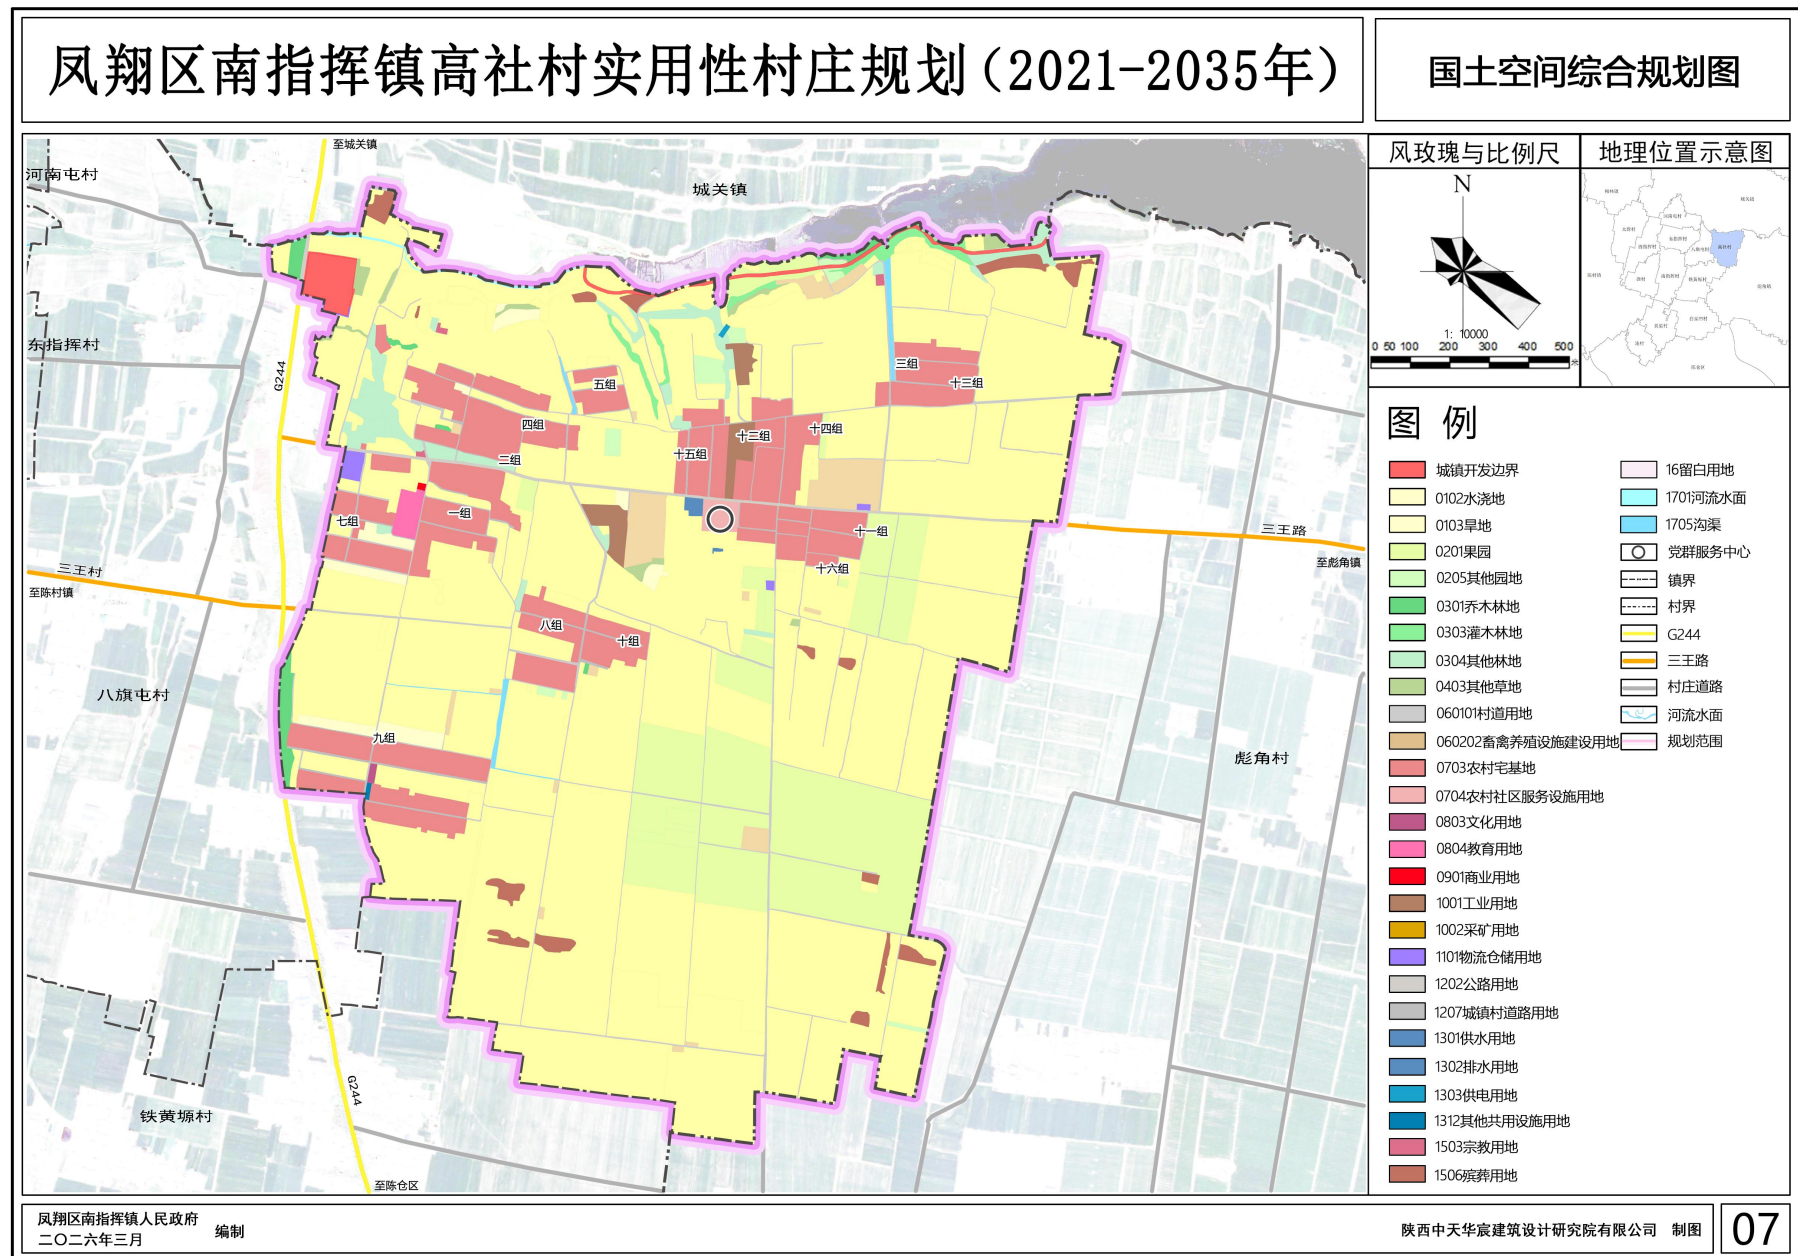 凤翔区南指挥镇高社村实用性村庄规划（2021-2035年）
国土空间综合规划图
风玫瑰与比例尺
地理位置示意图
N
1: 10000
0 50 100 200 300 400 500 米
至城关镇
河南屯村
城关镇
东指挥村
G244
三组
十三组
五组
四组
十三组
十四组
二组
十五组
一组
七组
十一组
三王路
十六组
至彪角镇
三王村
至陈村镇
八组
十组
八旗屯村
九组
彪角村
G244
铁黄塬村
至陈仓区
图 例
城镇开发边界
0102水浇地
0103旱地
0201果园
0205其他园地
0301乔木林地
0303灌木林地
0304其他林地
0403其他草地
060101村道用地
060202畜禽养殖设施建设用地
0703农村宅基地
0704农村社区服务设施用地
0803文化用地
0804教育用地
0901商业用地
1001工业用地
1002采矿用地
1101物流仓储用地
1202公路用地
1207城镇村道路用地
1301供水用地
1302排水用地
1303供电用地
1312其他共用设施用地
1503宗教用地
1506殡葬用地
16留白用地
1701河流水面
1705沟渠
党群服务中心
镇界
村界
G244
三王路
村庄道路
河流水面
规划范围
凤翔区南指挥镇人民政府
二〇二六年三月
编制
陕西中天华宸建筑设计研究院有限公司 制图
07